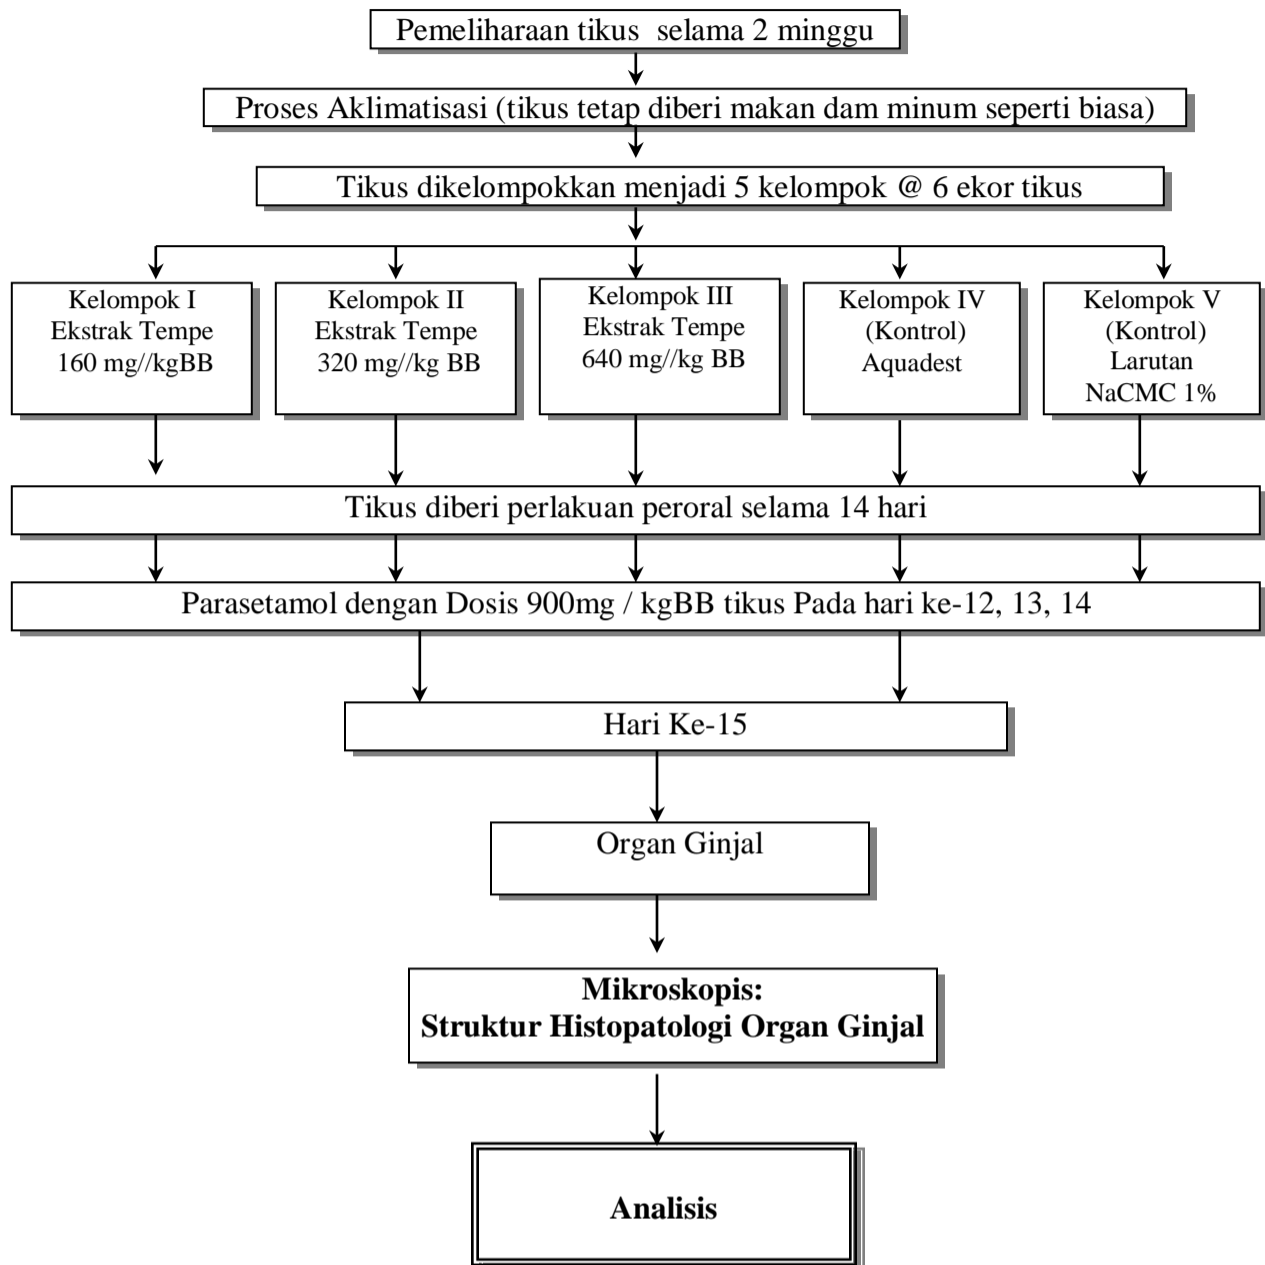 Pemeliharaan tikus selama 2 minggu
Proses Aklimatisasi (tikus tetap diberi makan dam minum seperti biasa)
Tikus dikelompokkan menjadi 5 kelompok @ 6 ekor tikus
Kelompok I
Ekstrak Tempe
160 mg//kgBB
Kelompok II
Ekstrak Tempe
320 mg//kg BB
Kelompok III
Ekstrak Tempe
640 mg//kg BB
Kelompok IV
(Kontrol)
Aquadest
Kelompok V
(Kontrol)
Larutan
NaCMC 1%
Tikus diberi perlakuan peroral selama 14 hari
Parasetamol dengan Dosis 900mg / kgBB tikus Pada hari ke-12, 13, 14
Hari Ke-15
Organ Ginjal
Mikroskopis:
Struktur Histopatologi Organ Ginjal
Analisis